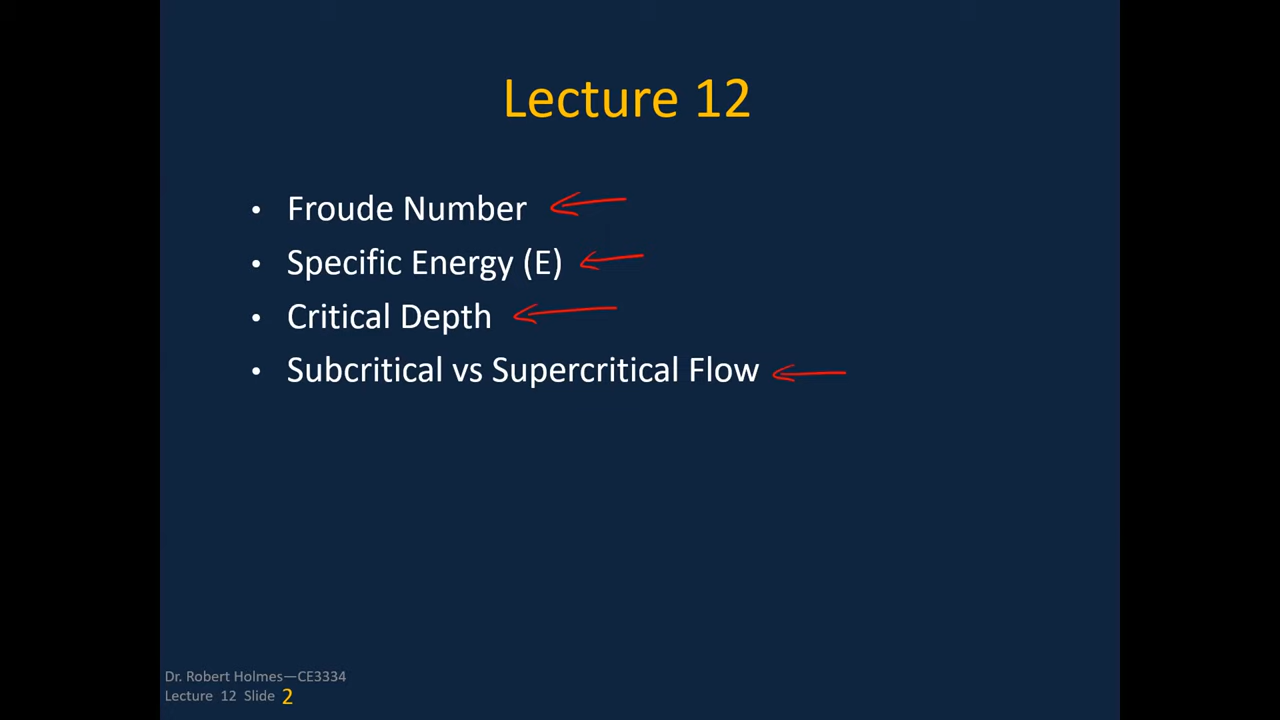 Lecture 12
• Froude Number
• Specific Energy (E)
• Critical Depth
• Subcritical vs Supercritical Flow
Dr. Robert Holmes—CE3334
Lecture 12 Slide 2